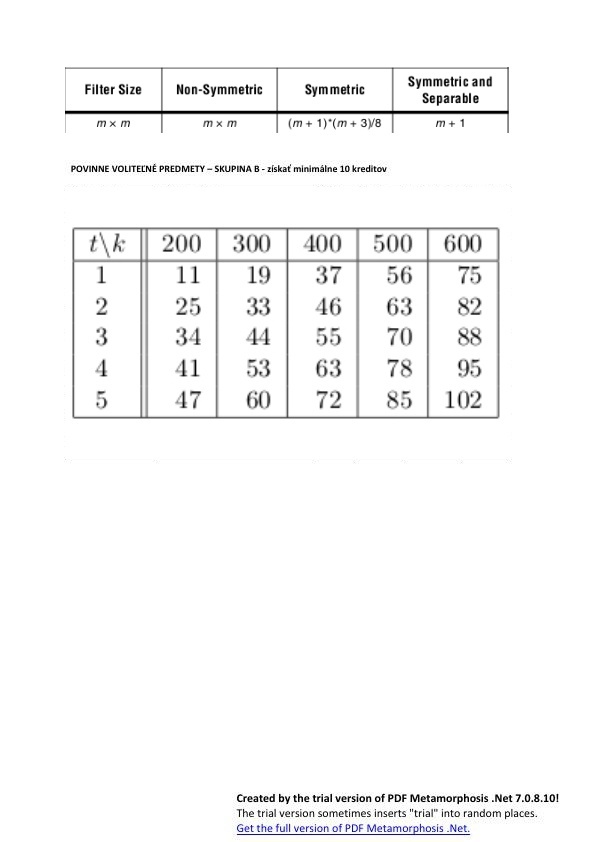 Filter Size Non-Symmetric Symmetric Symmetric and Separable
m × m m × m (m + 1)*(m + 3)/8 m + 1
POVINNE VOLITEĽNÉ PREDMETY – SKUPINA B - získať minimálne 10 kreditov
t\k 200 300 400 500 600
1 11 19 37 56 75
2 25 33 46 63 82
3 34 44 55 70 88
4 41 53 63 78 95
5 47 60 72 85 102
Created by the trial version of PDF Metamorphosis .Net 7.0.8.10!
The trial version sometimes inserts "trial" into random places.
Get the full version of PDF Metamorphosis .Net.